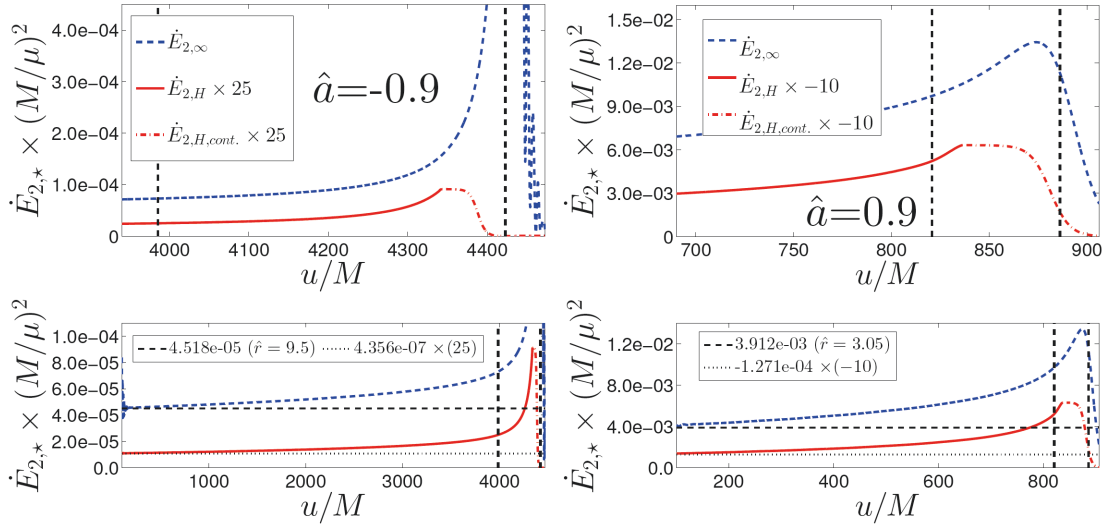 Ė₂,⋆ × (M/μ)²
4.0e-04
3.0e-04
2.0e-04
1.0e-04
0
Ė₂,∞
Ė₂,H × 25
Ė₂,H,cont. × 25
â=-0.9
4000 4100 4200 4300 4400
u/M
Ė₂,⋆ × (M/μ)²
1.5e-02
1.2e-02
9.0e-03
6.0e-03
3.0e-03
0
Ė₂,∞
Ė₂,H × −10
Ė₂,H,cont. × −10
â=0.9
700 750 800 850 900
u/M
Ė₂,⋆ × (M/μ)²
1.0e-04
8.0e-05
6.0e-05
4.0e-05
2.0e-05
0.0
4.518e-05 (r̂ = 9.5) 4.356e-07 ×(25)
1000 2000 3000 4000
u/M
Ė₂,⋆ × (M/μ)²
1.2e-02
8.0e-03
4.0e-03
0.0
3.912e-03 (r̂ = 3.05)
-1.271e-04 ×(−10)
200 400 600 800
u/M